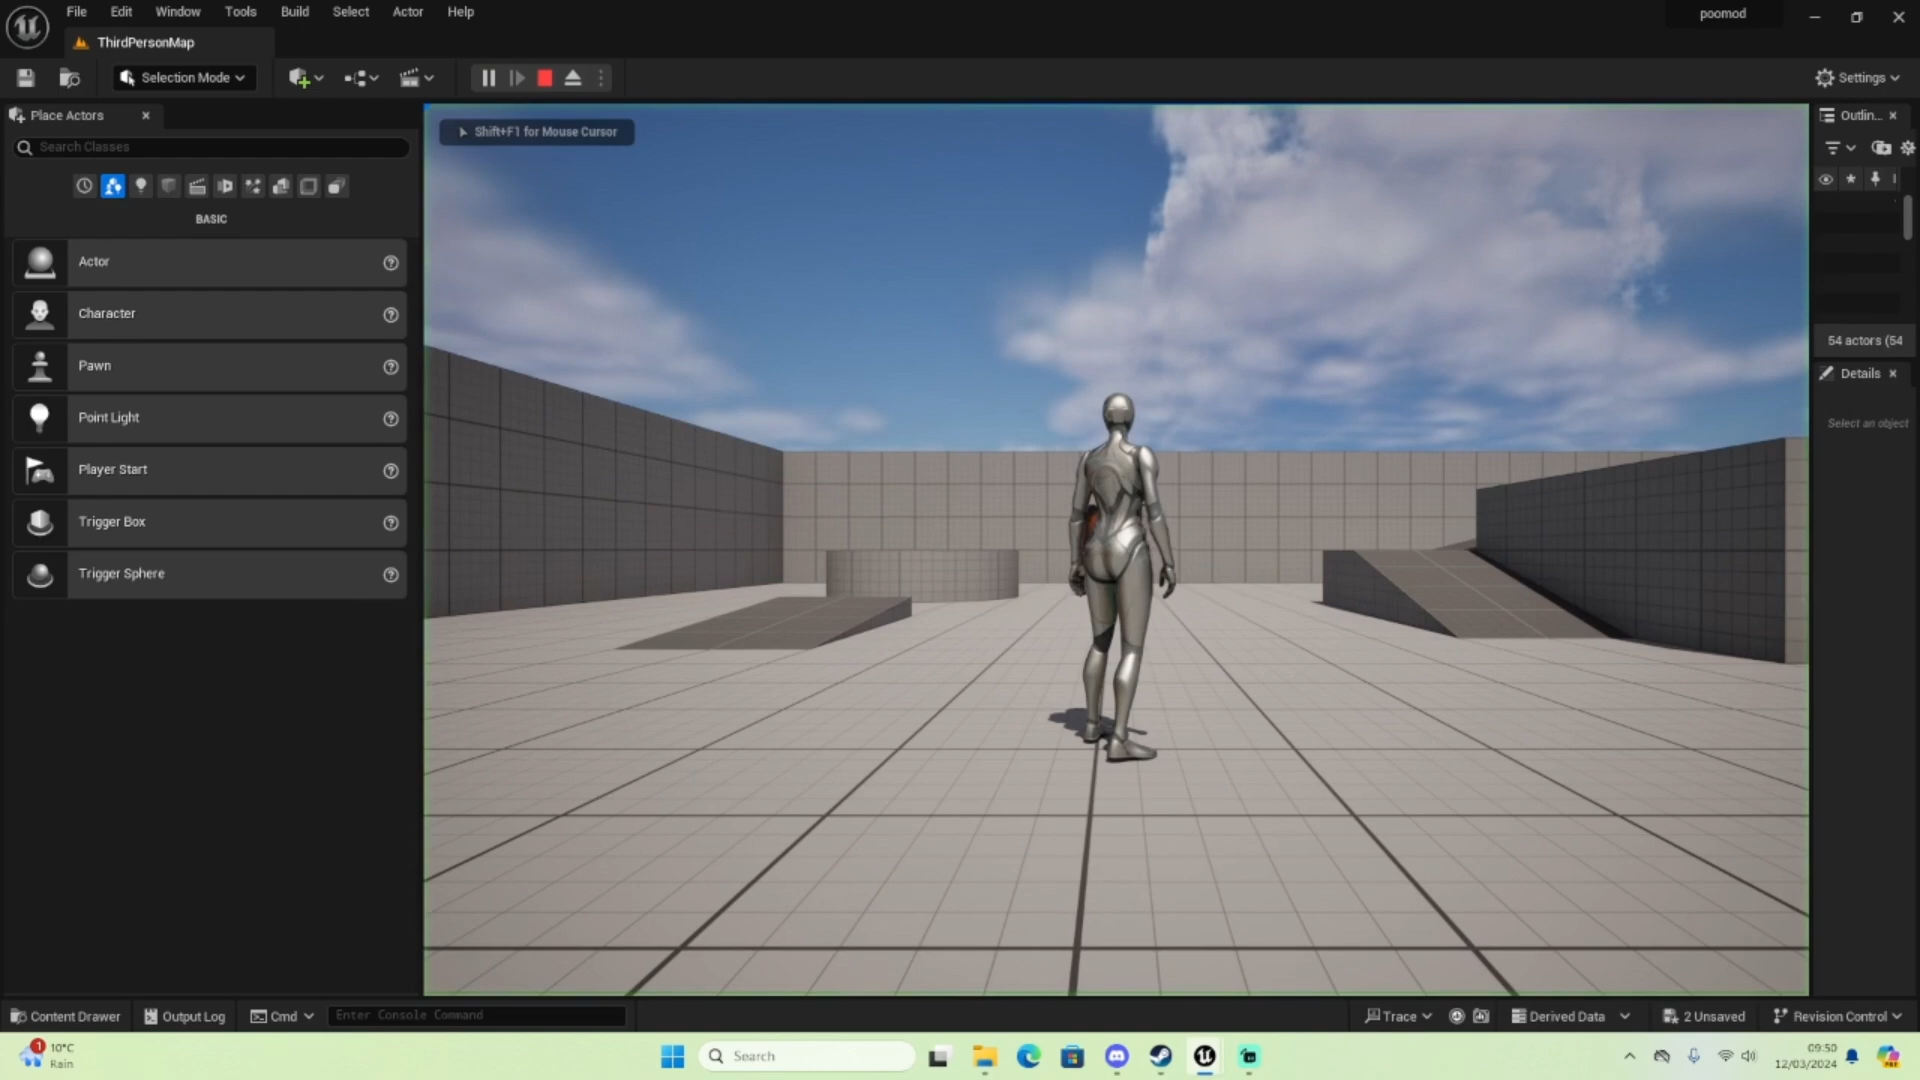 File Edit Window Tools Build Select Actor Help
poomod
ThirdPersonMap
Selection Mode
Settings
Place Actors
Shift+F1 for Mouse Cursor
Outlin...
Search Classes
BASIC
Actor
Character
Pawn
Point Light
Player Start
Trigger Box
Trigger Sphere
54 actors (54
Details
Select an object
Content Drawer
Output Log
Cmd
Enter Console Command
Trace
Derived Data
2 Unsaved
Revision Control
1
10°C
Rain
Search
09:50
12/03/2024